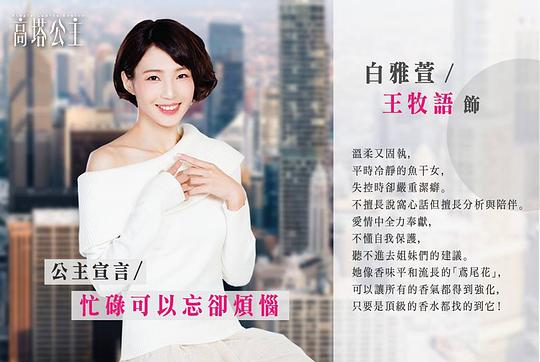 高塔公主
白雅萱/
王牧語 飾
溫柔又固執,
平時冷靜的魚干女,
失控時卻嚴重潔癖。
不擅長說窩心話但擅長分析與陪伴。
愛情中全力奉獻,
不懂自我保護,
聽不進去姐妹們的建議。
她像香味平和流長的「鳶尾花」,
可以讓所有的香氣都得到強化,
只要是頂級的香水都找的到它!
公主宣言/
忙碌可以忘卻煩惱